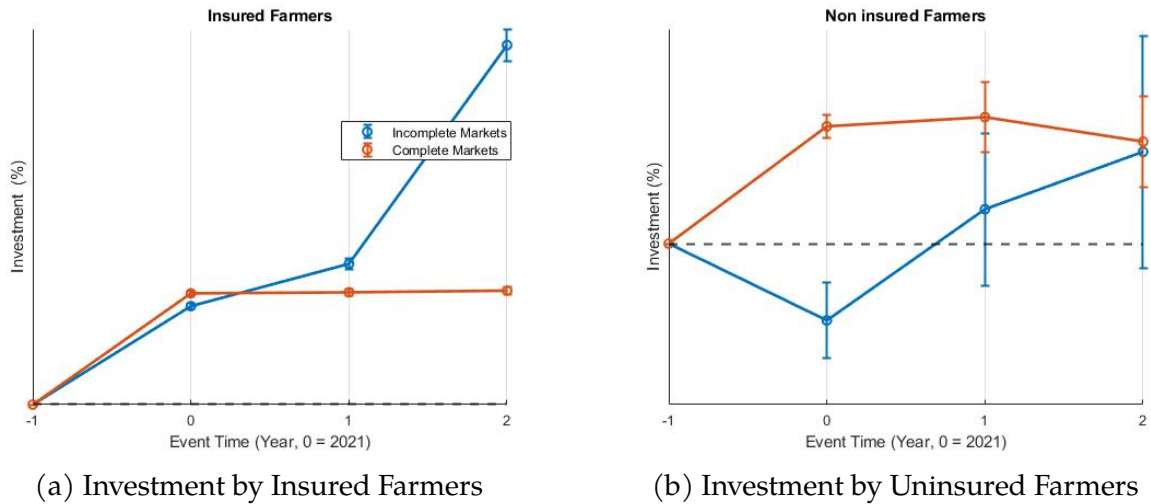 Insured Farmers
Investment (%)
Incomplete Markets
Complete Markets
-1 0 1 2
Event Time (Year, 0 = 2021)
(a) Investment by Insured Farmers
Non insured Farmers
Investment (%)
-1 0 1 2
Event Time (Year, 0 = 2021)
(b) Investment by Uninsured Farmers